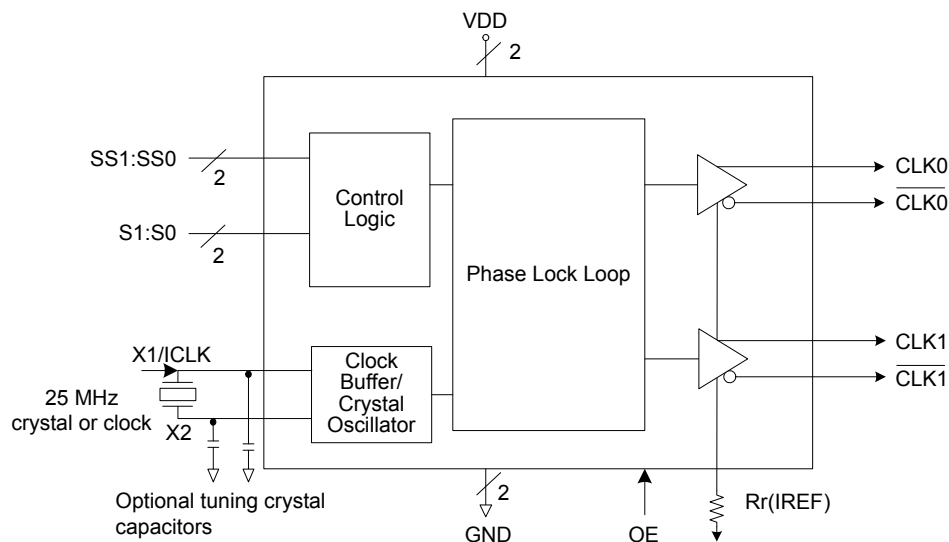 VDD
2
SS1:SS0
2
Control
Logic
CLK0
CLK0
S1:S0
2
Phase Lock Loop
X1/ICLK
Clock
Buffer/
Crystal
Oscillator
CLK1
CLK1
25 MHz
crystal or clock
X2
Optional tuning crystal
capacitors
2
GND
OE
Rr(IREF)